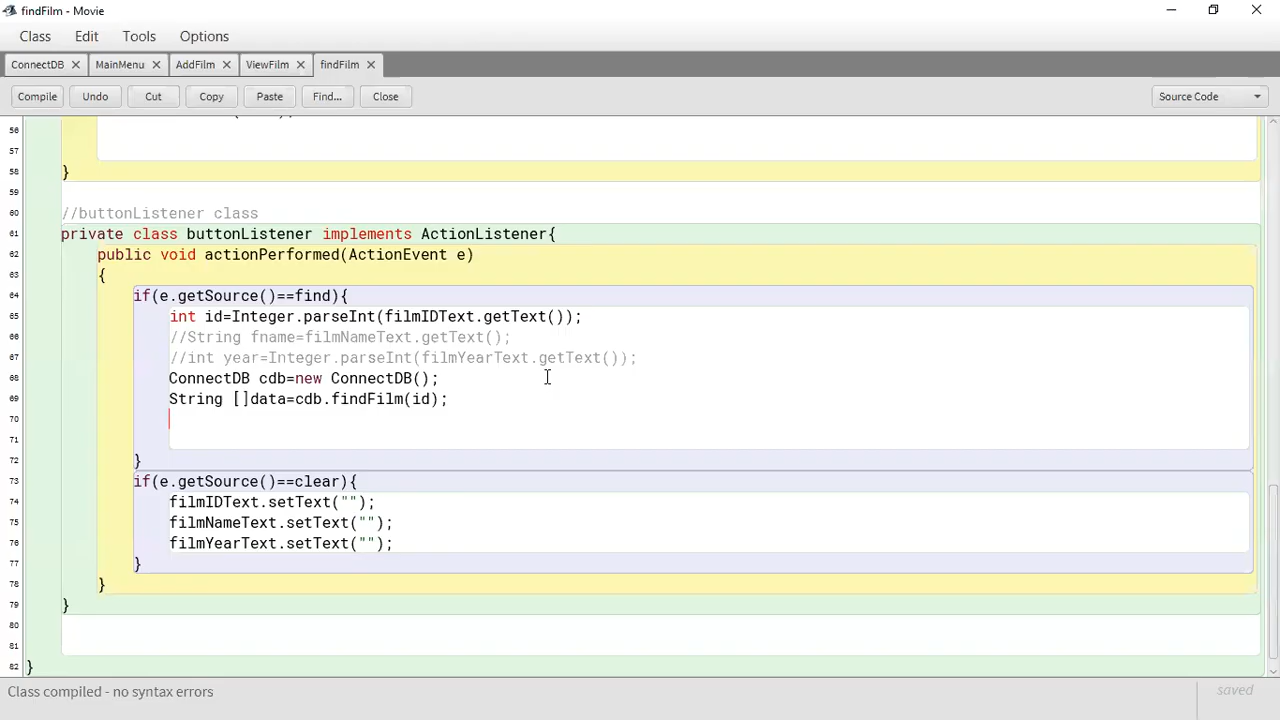 findFilm - Movie
Class Edit Tools Options
ConnectDB × MainMenu × AddFilm × ViewFilm × findFilm ×
Compile Undo Cut Copy Paste Find... Close Source Code
56
57
58 }
59
60 //buttonListener class
61 private class buttonListener implements ActionListener{
62 public void actionPerformed(ActionEvent e)
63 {
64 if(e.getSource()==find){
65 int id=Integer.parseInt(filmIDText.getText());
66 //String fname=filmNameText.getText();
67 //int year=Integer.parseInt(filmYearText.getText());
68 ConnectDB cdb=new ConnectDB();
69 String []data=cdb.findFilm(id);
70
71
72 }
73 if(e.getSource()==clear){
74 filmIDText.setText("");
75 filmNameText.setText("");
76 filmYearText.setText("");
77 }
78 }
79 }
80
81
82 }
Class compiled - no syntax errors saved